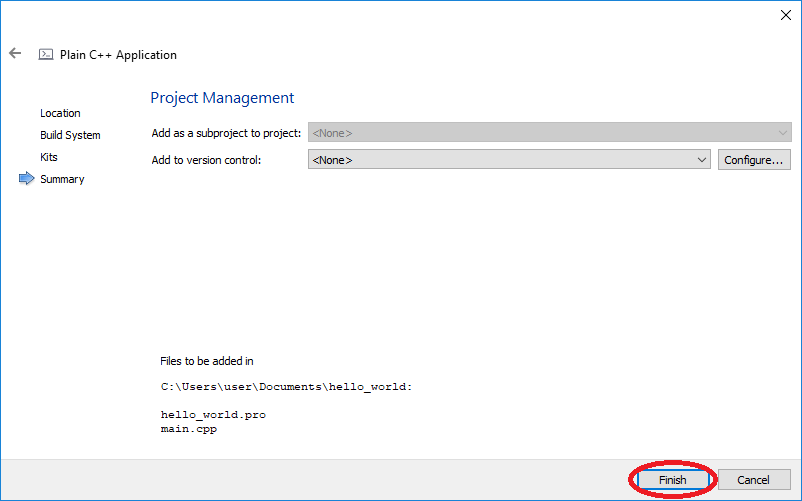 Plain C++ Application
Project Management
Location
Build System
Kits
Summary
Add as a subproject to project: <None>
Add to version control: <None> Configure...
Files to be added in
C:\Users\user\Documents\hello_world:
hello_world.pro
main.cpp
Finish Cancel